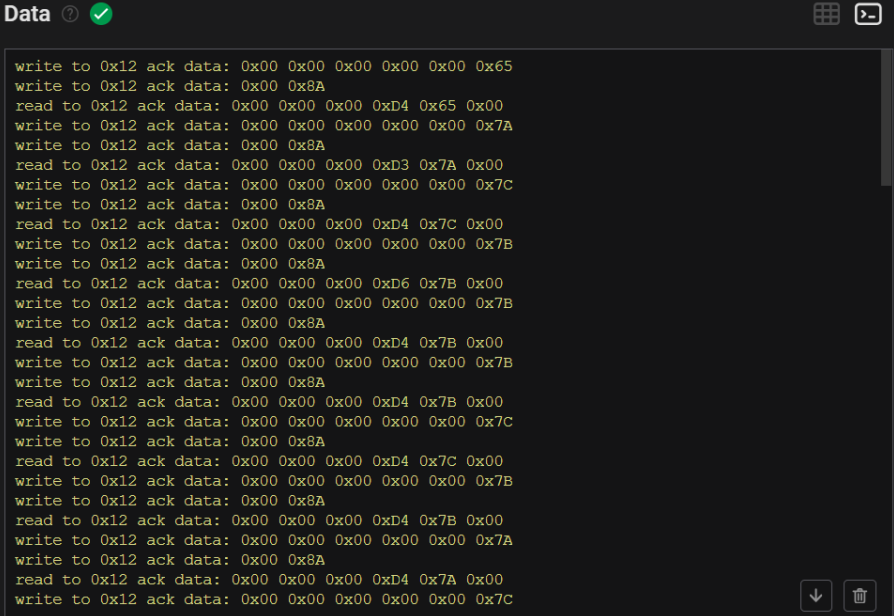 Data
write to 0x12 ack data: 0x00 0x00 0x00 0x00 0x00 0x65
write to 0x12 ack data: 0x00 0x8A
read to 0x12 ack data: 0x00 0x00 0x00 0xD4 0x65 0x00
write to 0x12 ack data: 0x00 0x00 0x00 0x00 0x00 0x7A
write to 0x12 ack data: 0x00 0x8A
read to 0x12 ack data: 0x00 0x00 0x00 0xD3 0x7A 0x00
write to 0x12 ack data: 0x00 0x00 0x00 0x00 0x00 0x7C
write to 0x12 ack data: 0x00 0x8A
read to 0x12 ack data: 0x00 0x00 0x00 0xD4 0x7C 0x00
write to 0x12 ack data: 0x00 0x00 0x00 0x00 0x00 0x7B
write to 0x12 ack data: 0x00 0x8A
read to 0x12 ack data: 0x00 0x00 0x00 0xD6 0x7B 0x00
write to 0x12 ack data: 0x00 0x00 0x00 0x00 0x00 0x7B
write to 0x12 ack data: 0x00 0x8A
read to 0x12 ack data: 0x00 0x00 0x00 0xD4 0x7B 0x00
write to 0x12 ack data: 0x00 0x00 0x00 0x00 0x00 0x7B
write to 0x12 ack data: 0x00 0x8A
read to 0x12 ack data: 0x00 0x00 0x00 0xD4 0x7B 0x00
write to 0x12 ack data: 0x00 0x00 0x00 0x00 0x00 0x7C
write to 0x12 ack data: 0x00 0x8A
read to 0x12 ack data: 0x00 0x00 0x00 0xD4 0x7C 0x00
write to 0x12 ack data: 0x00 0x00 0x00 0x00 0x00 0x7B
write to 0x12 ack data: 0x00 0x8A
read to 0x12 ack data: 0x00 0x00 0x00 0xD4 0x7B 0x00
write to 0x12 ack data: 0x00 0x00 0x00 0x00 0x00 0x7A
write to 0x12 ack data: 0x00 0x8A
read to 0x12 ack data: 0x00 0x00 0x00 0xD4 0x7A 0x00
write to 0x12 ack data: 0x00 0x00 0x00 0x00 0x00 0x7C